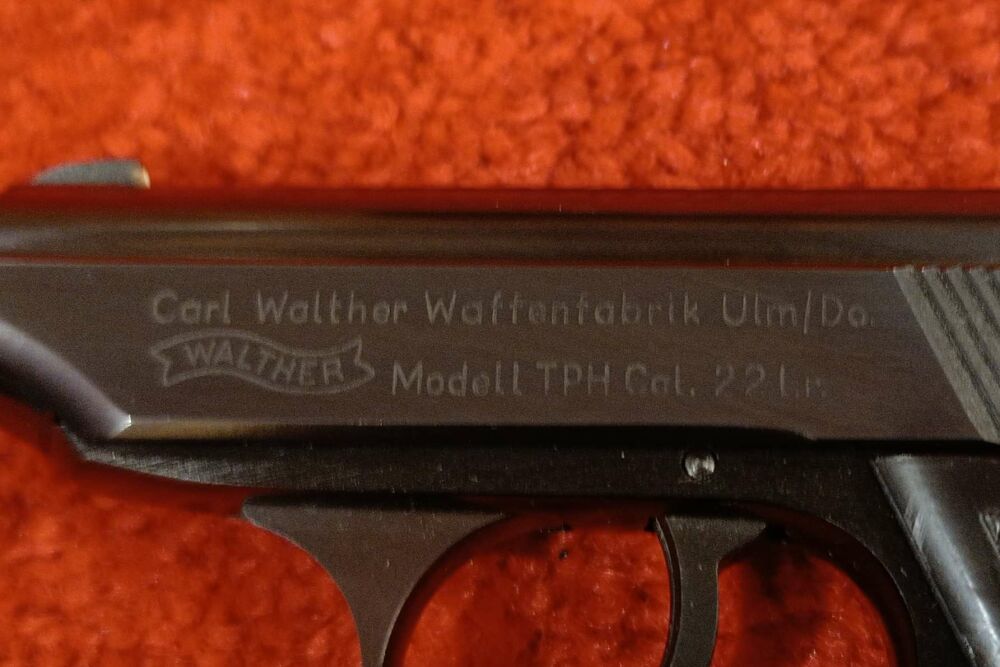 Carl Walther Waffenfabrik Ulm/Do.
WALTHER
Modell TPH Cal. 22 l.r.